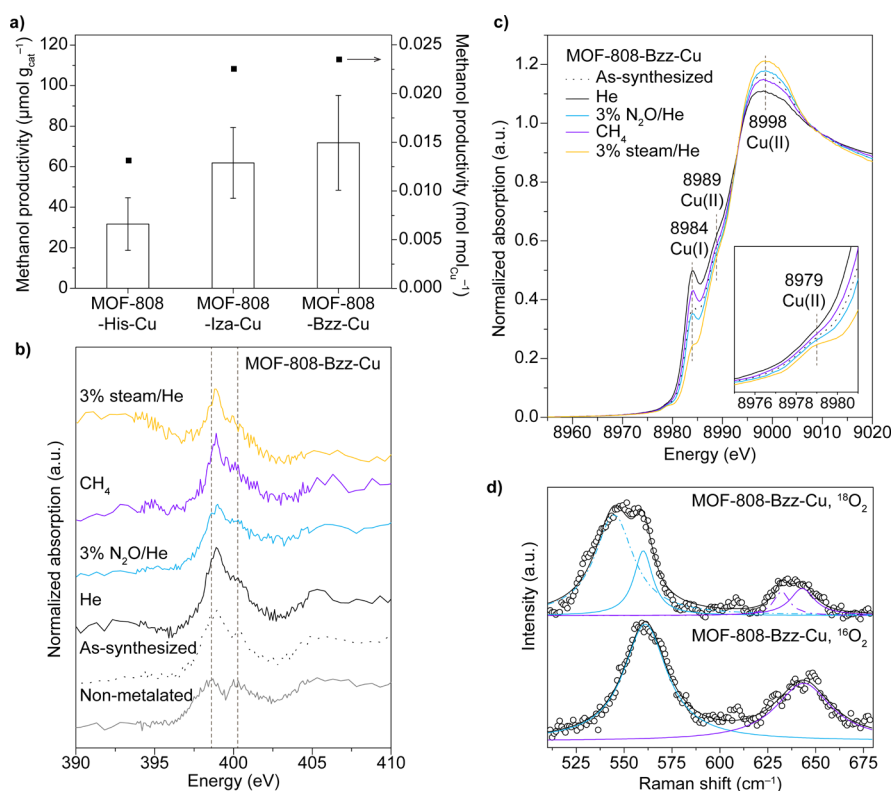 a)
Methanol productivity (µmol g_cat⁻¹)
120
100
80
60
40
20
0
0.025
0.020
0.015
0.010
0.005
0.000
Methanol productivity (mol mol_Cu⁻¹)
MOF-808
-His-Cu
MOF-808
-Iza-Cu
MOF-808
-Bzz-Cu
b)
MOF-808-Bzz-Cu
3% steam/He
CH₄
3% N₂O/He
He
As-synthesized
Non-metalated
Normalized absorption (a.u.)
390 395 400 405 410
Energy (eV)
c)
MOF-808-Bzz-Cu
As-synthesized
He
3% N₂O/He
CH₄
3% steam/He
8998
Cu(II)
8989
Cu(II)
8984
Cu(I)
8979
Cu(II)
8976 8978 8980
Normalized absorption (a.u.)
1.2
1.0
0.8
0.6
0.4
0.2
0.0
8960 8970 8980 8990 9000 9010 9020
Energy (eV)
d)
MOF-808-Bzz-Cu, ¹⁸O₂
MOF-808-Bzz-Cu, ¹⁶O₂
Intensity (a.u.)
525 550 575 600 625 650 675
Raman shift (cm⁻¹)